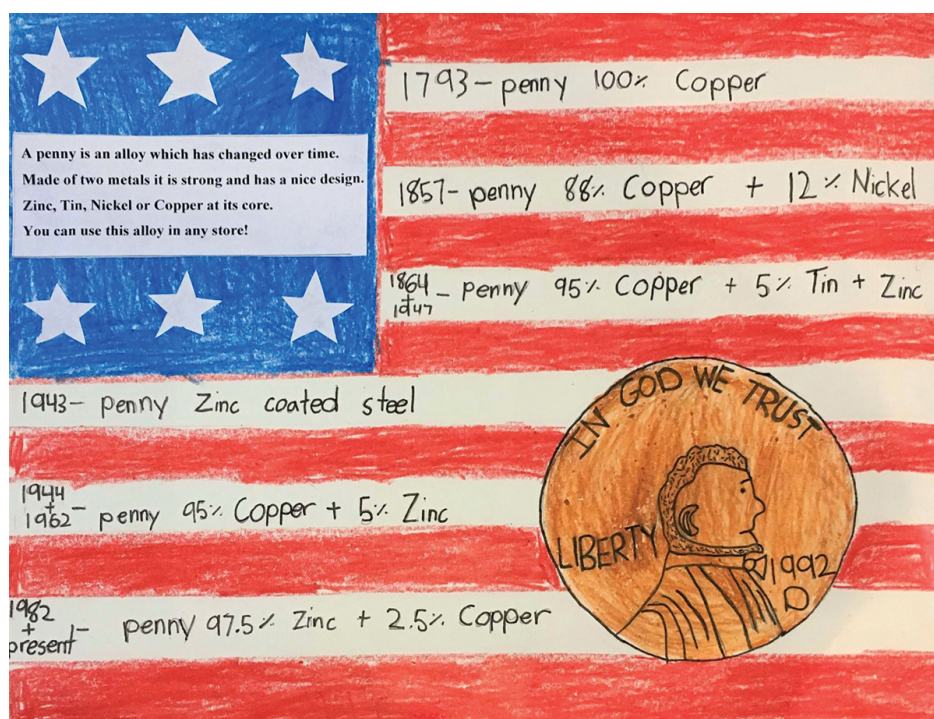 A penny is an alloy which has changed over time.
Made of two metals it is strong and has a nice design.
Zinc, Tin, Nickel or Copper at its core.
You can use this alloy in any store!
1793- penny 100% Copper
1857- penny 88% Copper + 12% Nickel
1864
+
1947
- penny 95% Copper + 5% Tin + Zinc
1943- penny Zinc coated steel
1944
+
1962
- penny 95% Copper + 5% Zinc
1982
+
present
- penny 97.5% Zinc + 2.5% Copper
IN GOD WE TRUST
LIBERTY
1992
D